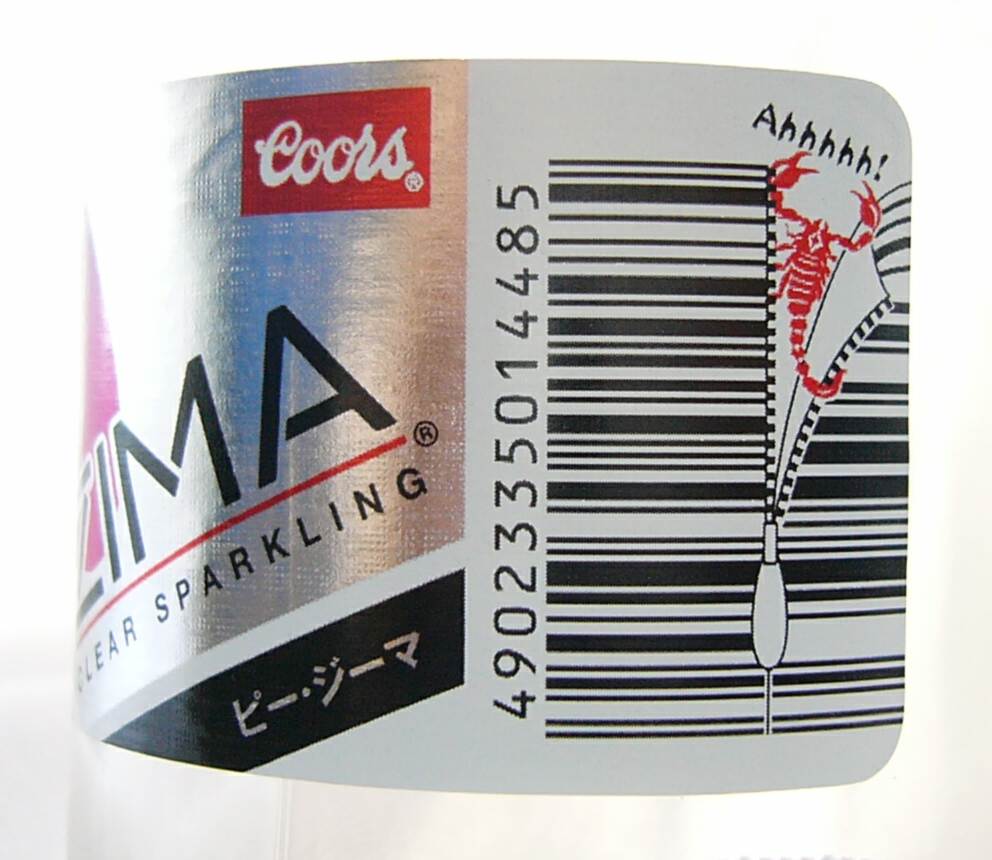 Coors®
ZIMA®
CLEAR SPARKLING
ピー・ジーマ
4902335014485
Ahhhhh!